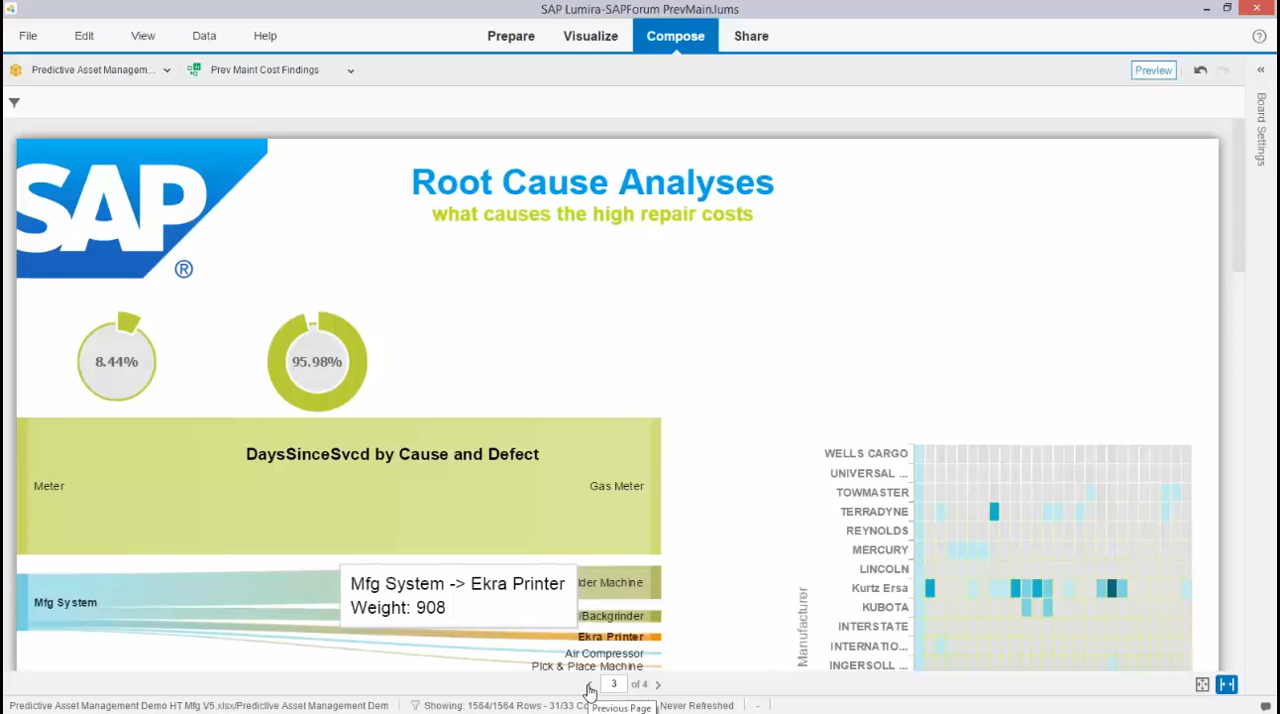 SAP Lumira-SAPForum PrevMain.lums
File Edit View Data Help Prepare Visualize Compose Share
Predictive Asset Managem... Prev Maint Cost Findings Preview
Board Settings
SAP ®
Root Cause Analyses
what causes the high repair costs
8.44% 95.98%
DaysSinceSvcd by Cause and Defect
Meter Gas Meter
Mfg System -> Ekra Printer
Weight: 908
Mfg System
der Machine
/Backgrinder
Ekra Printer
Air Compressor
Pick & Place Machine
Manufacturer
WELLS CARGO
UNIVERSAL ...
TOWMASTER
TERRADYNE
REYNOLDS
MERCURY
LINCOLN
Kurtz Ersa
KUBOTA
INTERSTATE
INTERNATIO...
INGERSOLL ...
3 of 4
Previous Page
Predictive Asset Management Demo HT Mfg V5.xlsx/Predictive Asset Management Dem Showing: 1564/1564 Rows - 31/33 Never Refreshed -